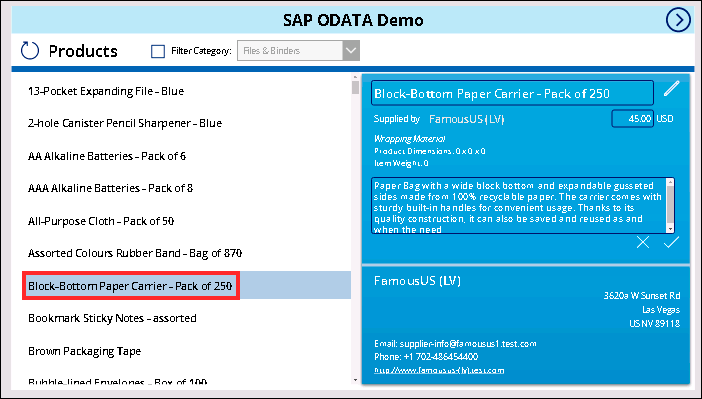 SAP ODATA Demo
Products
Filter Category:
Files & Binders
13-Pocket Expanding File - Blue
2-hole Canister Pencil Sharpener - Blue
AA Alkaline Batteries - Pack of 6
AAA Alkaline Batteries - Pack of 8
All-Purpose Cloth - Pack of 50
Assorted Colours Rubber Band - Bag of 870
Block-Bottom Paper Carrier - Pack of 250
Bookmark Sticky Notes - assorted
Brown Packaging Tape
Bubble-lined Envelopes - Box of 100
Block-Bottom Paper Carrier - Pack of 250
Supplied by FamousUS (LV) 45.00 USD
Wrapping Material
Product Dimensions: 0 x 0 x 0
Item Weight: 0
Paper Bag with a wide block bottom and expandable gusseted
sides made from 100% recyclable paper. The carrier comes with
sturdy built-in handles for convenient usage. Thanks to its
quality construction, it can also be saved and reused as and
when the need
FamousUS (LV)
3620a W Sunset Rd
Las Vegas
US NV 89118
Email: supplier-info@famousus1.test.com
Phone: +1 702-486454400
http://www.famousus-(lv).test.com